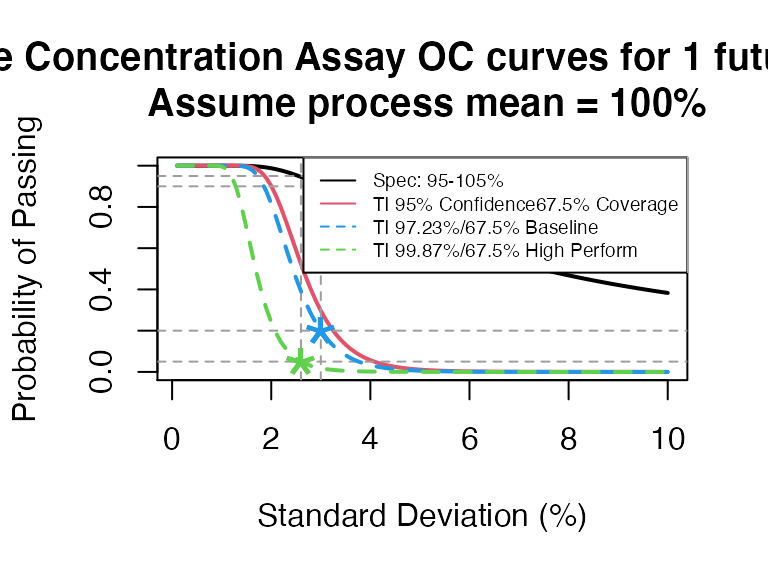 e Concentration Assay OC curves for 1 futu
Assume process mean = 100%
Probability of Passing
0.8
0.4
0.0
Spec: 95-105%
TI 95% Confidence67.5% Coverage
TI 97.23%/67.5% Baseline
TI 99.87%/67.5% High Perform
0 2 4 6 8 10
Standard Deviation (%)